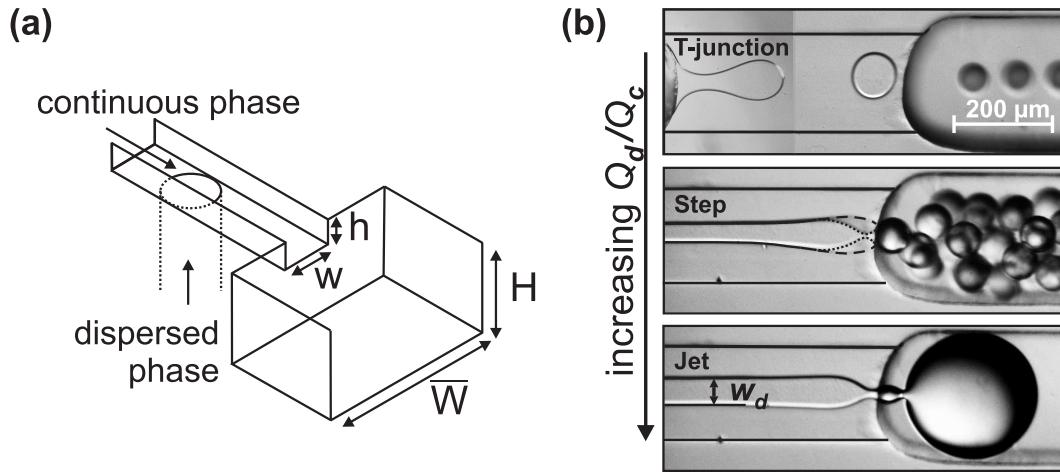 (a)
continuous phase
h
w
H
W
dispersed
phase
(b)
increasing Q_d/Q_c
T-junction
200 μm
Step
Jet
w_d